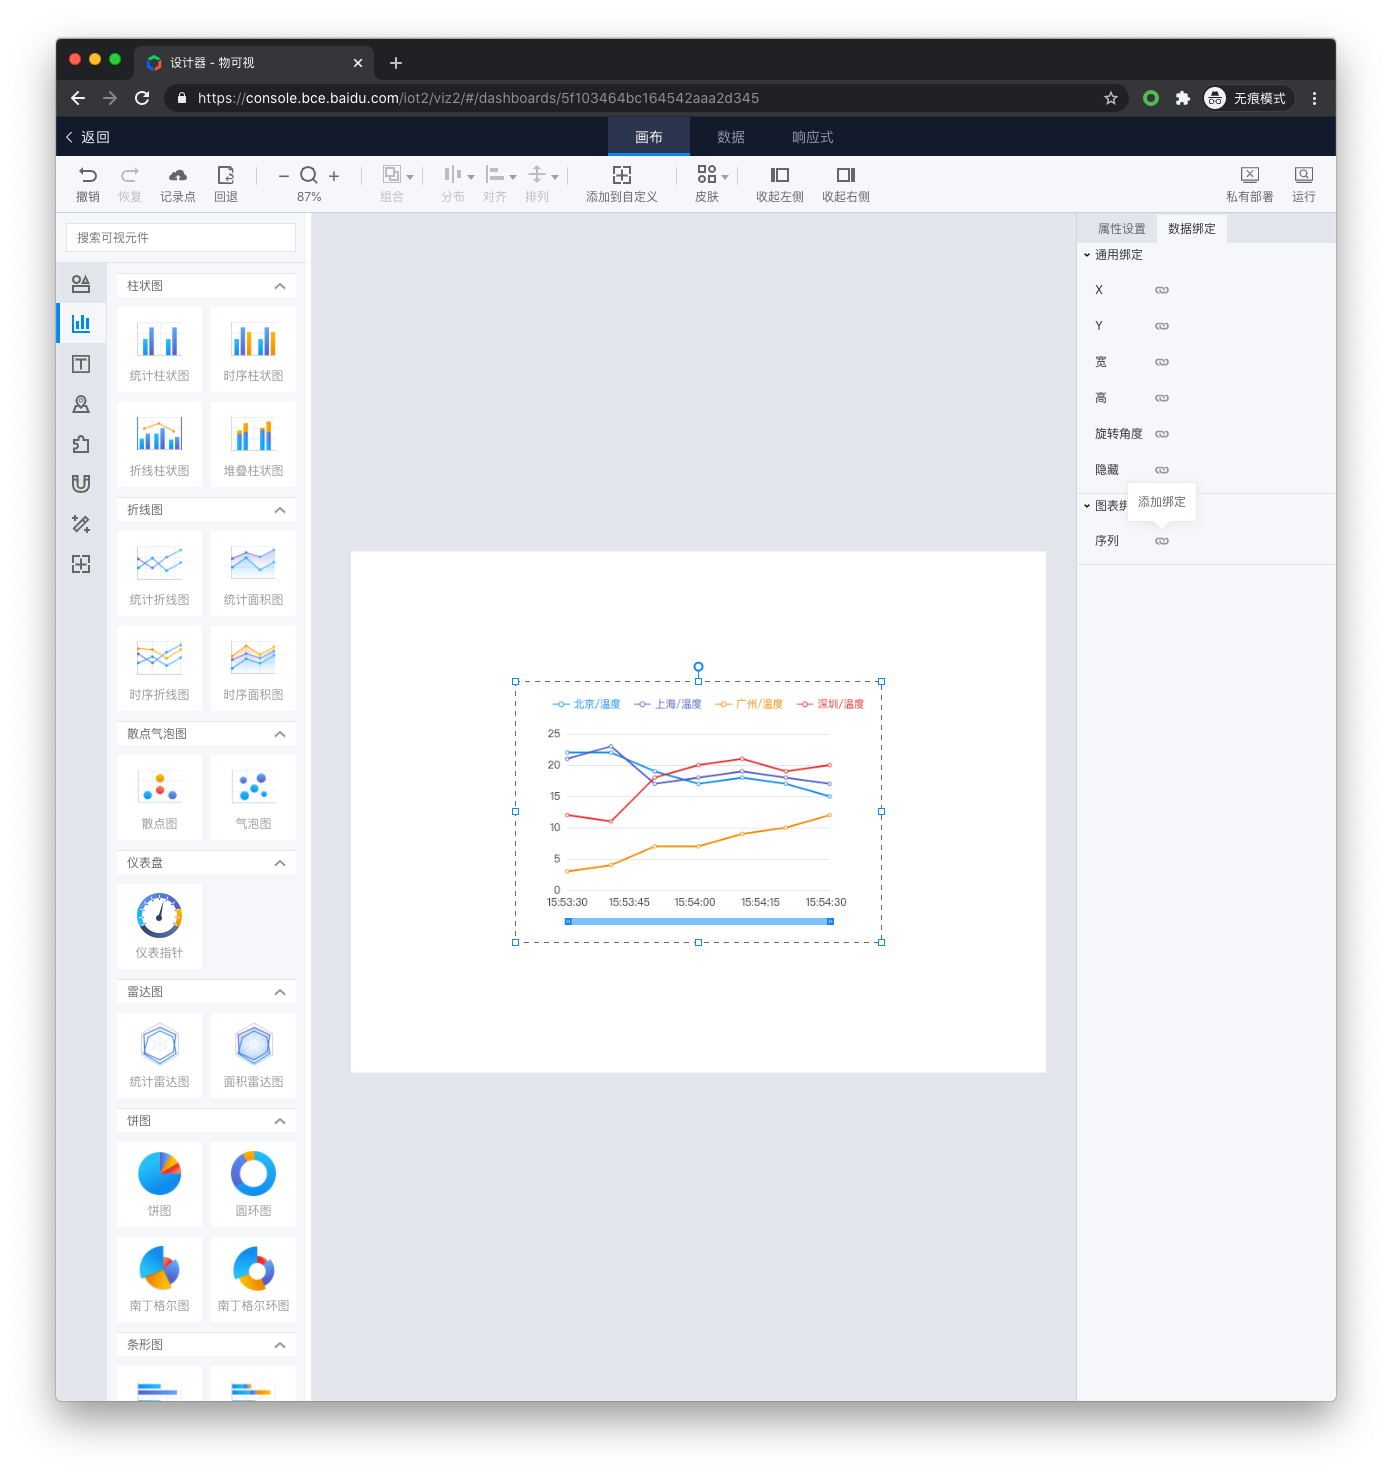 设计器 - 物可视
https://console.bce.baidu.com/iot2/viz2/#/dashboards/5f103464bc164542aaa2d345
无痕模式
返回
画布
数据
响应式
撤销
恢复
记录点
回退
87%
组合
分布
对齐
排列
添加到自定义
皮肤
收起左侧
收起右侧
私有部署
运行
搜索可视元件
柱状图
统计柱状图
时序柱状图
折线柱状图
堆叠柱状图
折线图
统计折线图
统计面积图
时序折线图
时序面积图
散点气泡图
散点图
气泡图
仪表盘
仪表指针
雷达图
统计雷达图
面积雷达图
饼图
饼图
圆环图
南丁格尔图
南丁格尔环图
条形图
北京/温度
上海/温度
广州/温度
深圳/温度
25
20
15
10
5
0
15:53:30
15:53:45
15:54:00
15:54:15
15:54:30
属性设置
数据绑定
通用绑定
X
Y
宽
高
旋转角度
隐藏
图表绑
添加绑定
序列